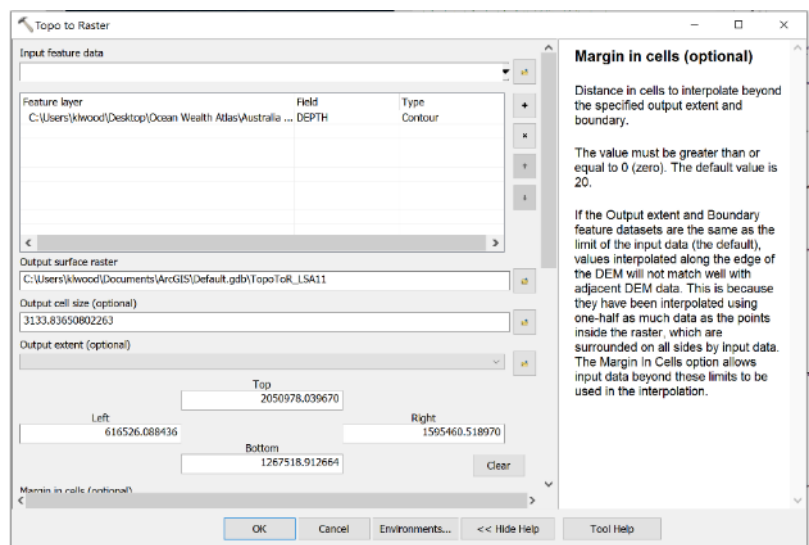 Topo to Raster
Input feature data
Feature layer Field Type
C:\Users\klwood\Desktop\Ocean Wealth Atlas\Australia ... DEPTH Contour
Output surface raster
C:\Users\klwood\Documents\ArcGIS\Default.gdb\TopoToR_LSA11
Output cell size (optional)
3133.83650802263
Output extent (optional)
Top
2050978.039670
Left Right
616526.088436 1595460.518970
Bottom
1267518.912664
Clear
Margin in cells (optional)
OK Cancel Environments... << Hide Help Tool Help
Margin in cells (optional)
Distance in cells to interpolate beyond
the specified output extent and
boundary.
The value must be greater than or
equal to 0 (zero). The default value is
20.
If the Output extent and Boundary
feature datasets are the same as the
limit of the input data (the default),
values interpolated along the edge of
the DEM will not match well with
adjacent DEM data. This is because
they have been interpolated using
one-half as much data as the points
inside the raster, which are
surrounded on all sides by input data.
The Margin In Cells option allows
input data beyond these limits to be
used in the interpolation.